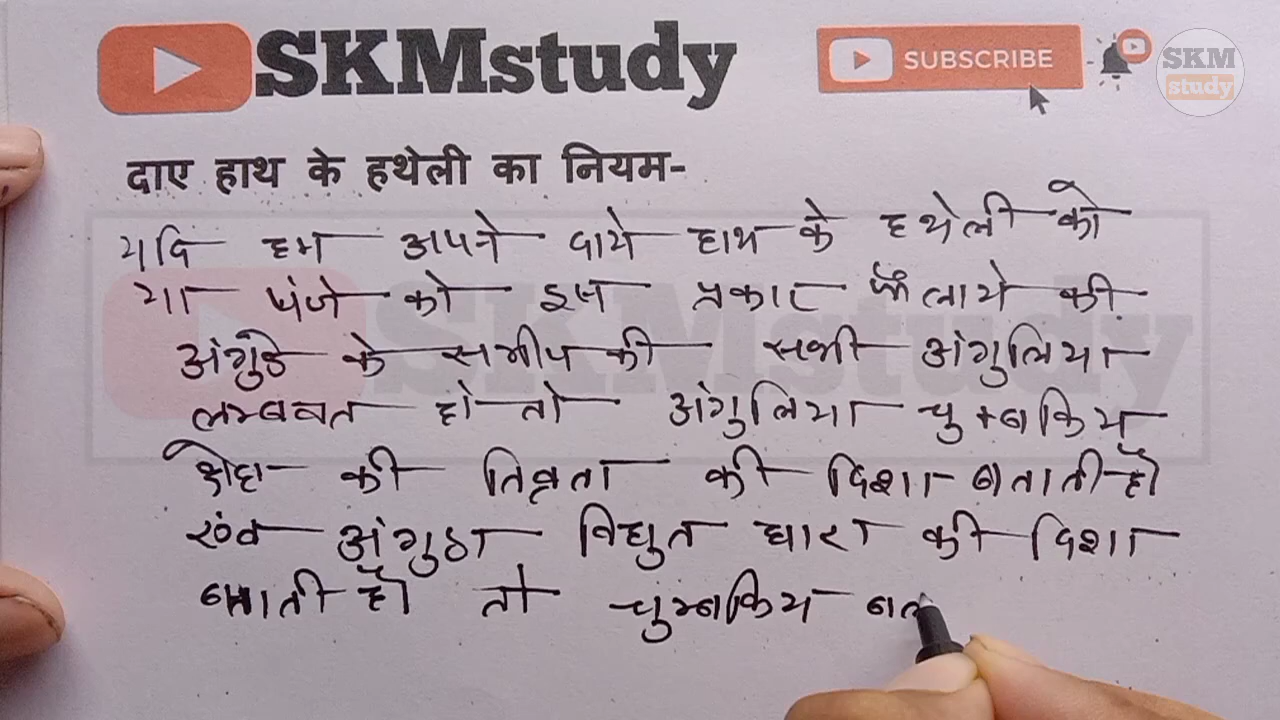 SKMstudy
SUBSCRIBE
SKM
study
दाए हाथ के हथेली का नियम-
यदि हम अपने दाये हाथ के हथेली को
या पंजे को इस प्रकार फैलाये की
अंगुठे के समीप की सभी अंगुलिया
लम्बवत हो तो अंगुलिया चुम्बकिय
क्षेत्र की तिव्रता की दिशा बताती है
एंव अंगुठा विद्युत धारा की दिशा
बताती है तो चुम्बकिय बल
SKMstudy